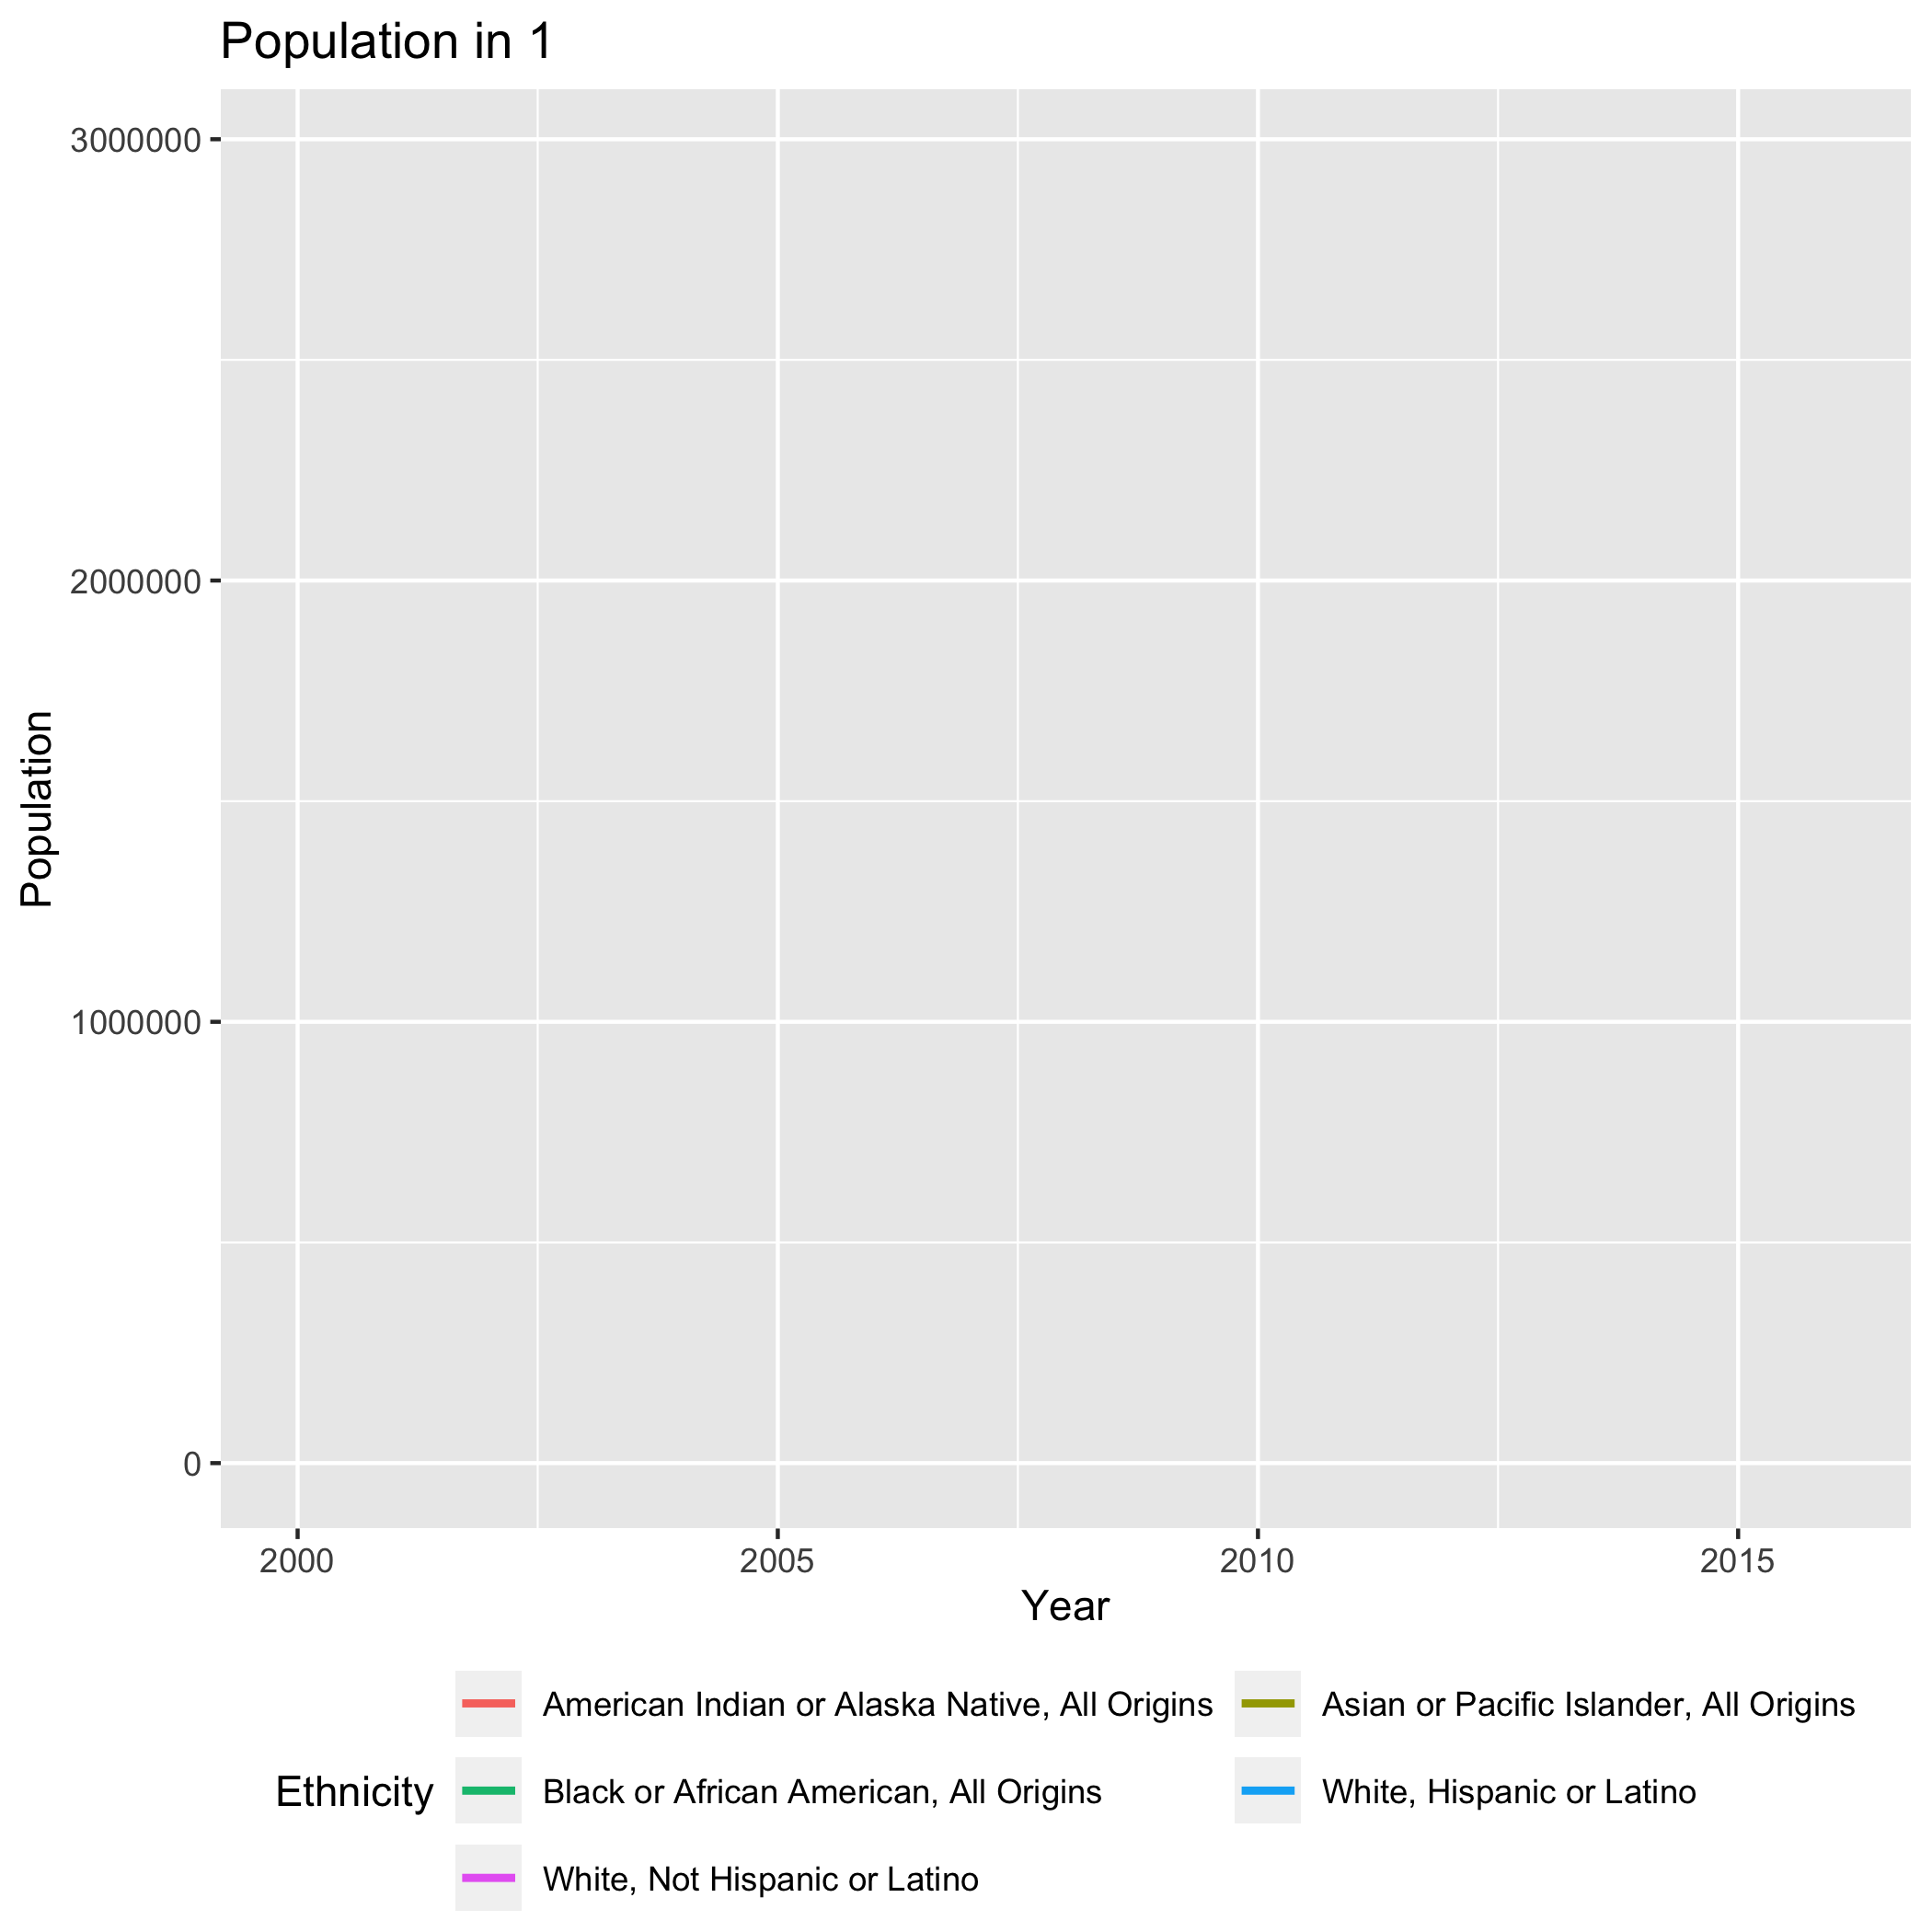 Population in 1
3000000
2000000
1000000
0
Population
2000 2005 2010 2015
Year
Ethnicity
American Indian or Alaska Native, All Origins
Asian or Pacific Islander, All Origins
Black or African American, All Origins
White, Hispanic or Latino
White, Not Hispanic or Latino